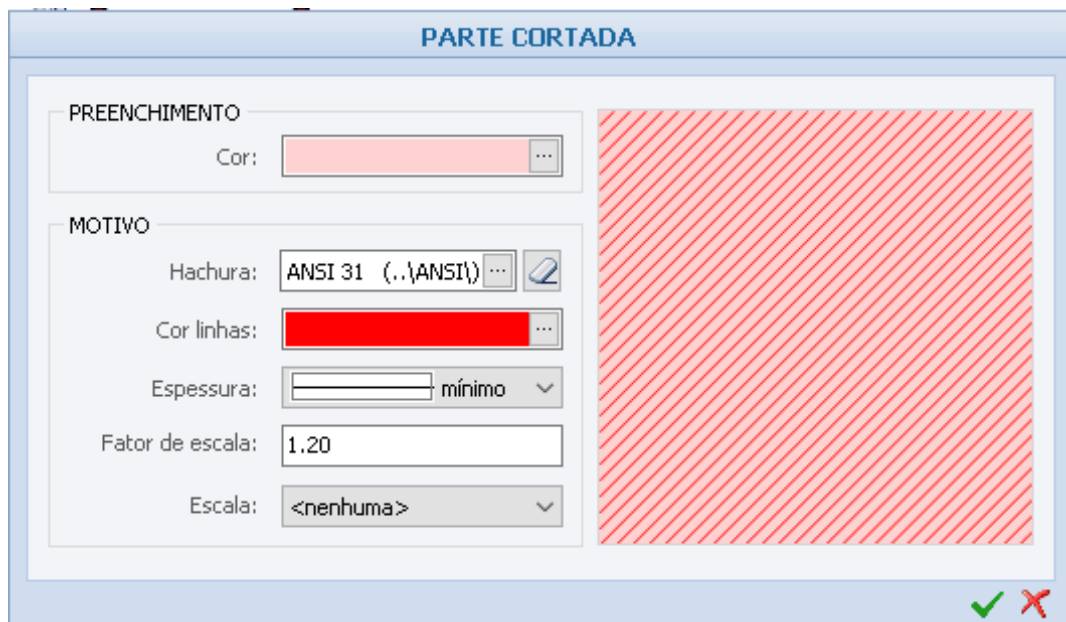 PARTE CORTADA
PREENCHIMENTO
Cor:
MOTIVO
Hachura: ANSI 31 (..\ANSI\)
Cor linhas:
Espessura: mínimo
Fator de escala: 1.20
Escala: <nenhuma>